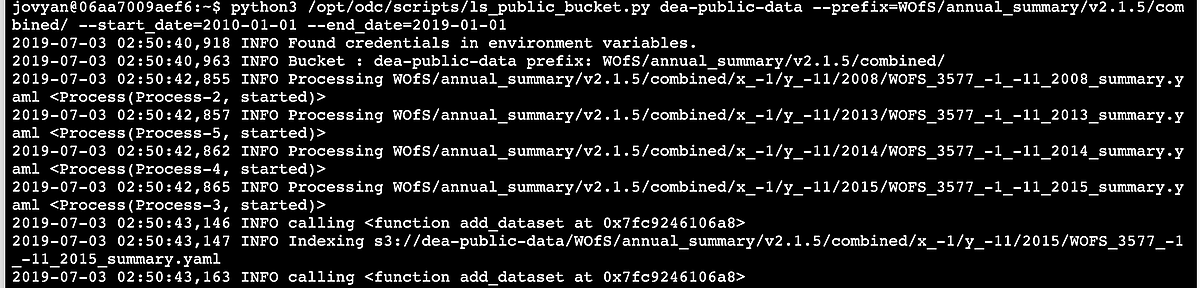 jovyan@06aa7009aef6:~$ python3 /opt/odc/scripts/ls_public_bucket.py dea-public-data --prefix=WOfS/annual_summary/v2.1.5/com
bined/ --start_date=2010-01-01 --end_date=2019-01-01
2019-07-03 02:50:40,918 INFO Found credentials in environment variables.
2019-07-03 02:50:40,963 INFO Bucket : dea-public-data prefix: WOfS/annual_summary/v2.1.5/combined/
2019-07-03 02:50:42,855 INFO Processing WOfS/annual_summary/v2.1.5/combined/x_-1/y_-11/2008/WOFS_3577_-1_-11_2008_summary.y
aml <Process(Process-2, started)>
2019-07-03 02:50:42,857 INFO Processing WOfS/annual_summary/v2.1.5/combined/x_-1/y_-11/2013/WOFS_3577_-1_-11_2013_summary.y
aml <Process(Process-5, started)>
2019-07-03 02:50:42,862 INFO Processing WOfS/annual_summary/v2.1.5/combined/x_-1/y_-11/2014/WOFS_3577_-1_-11_2014_summary.y
aml <Process(Process-4, started)>
2019-07-03 02:50:42,865 INFO Processing WOfS/annual_summary/v2.1.5/combined/x_-1/y_-11/2015/WOFS_3577_-1_-11_2015_summary.y
aml <Process(Process-3, started)>
2019-07-03 02:50:43,146 INFO calling <function add_dataset at 0x7fc9246106a8>
2019-07-03 02:50:43,147 INFO Indexing s3://dea-public-data/WOfS/annual_summary/v2.1.5/combined/x_-1/y_-11/2015/WOFS_3577_-1
_-11_2015_summary.yaml
2019-07-03 02:50:43,163 INFO calling <function add_dataset at 0x7fc9246106a8>